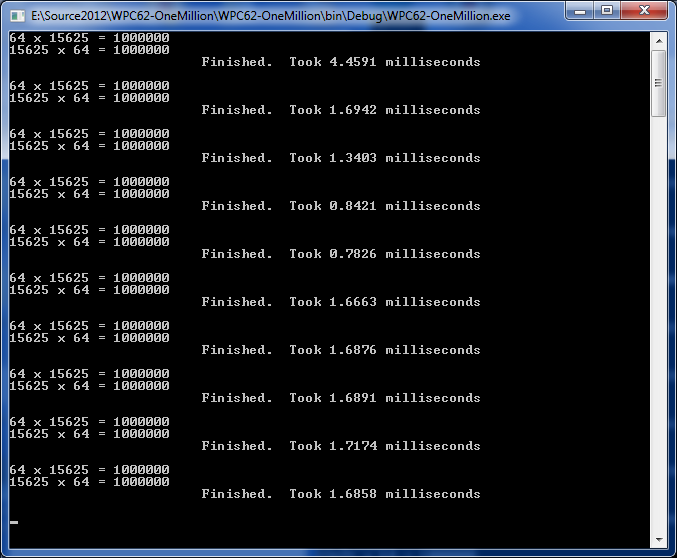 E:\Source2012\WPC62-OneMillion\WPC62-OneMillion\bin\Debug\WPC62-OneMillion.exe
64 x 15625 = 1000000
15625 x 64 = 1000000
Finished.  Took 4.4591 milliseconds
64 x 15625 = 1000000
15625 x 64 = 1000000
Finished.  Took 1.6942 milliseconds
64 x 15625 = 1000000
15625 x 64 = 1000000
Finished.  Took 1.3403 milliseconds
64 x 15625 = 1000000
15625 x 64 = 1000000
Finished.  Took 0.8421 milliseconds
64 x 15625 = 1000000
15625 x 64 = 1000000
Finished.  Took 0.7826 milliseconds
64 x 15625 = 1000000
15625 x 64 = 1000000
Finished.  Took 1.6663 milliseconds
64 x 15625 = 1000000
15625 x 64 = 1000000
Finished.  Took 1.6876 milliseconds
64 x 15625 = 1000000
15625 x 64 = 1000000
Finished.  Took 1.6891 milliseconds
64 x 15625 = 1000000
15625 x 64 = 1000000
Finished.  Took 1.7174 milliseconds
64 x 15625 = 1000000
15625 x 64 = 1000000
Finished.  Took 1.6858 milliseconds